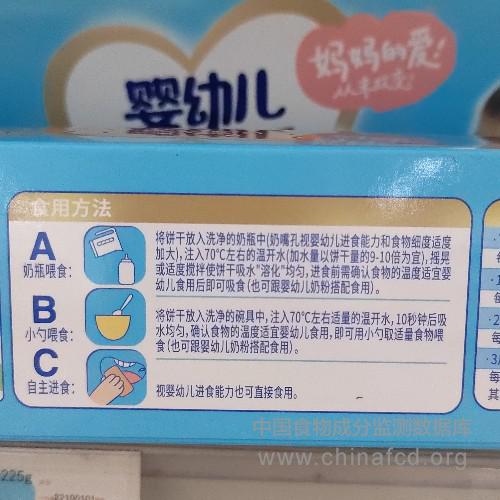 婴幼儿
妈妈的爱!
食用方法
A
奶瓶喂食:
将饼干放入洗净的奶瓶中(奶嘴孔视婴幼儿进食能力和食物细度适度
加大),注入70℃左右的温开水(加水量以饼干量的9-10倍为宜),摇晃
或适度搅拌使饼干吸水"溶化"均匀,进食前需确认食物的温度适宜婴
幼儿食用后即可吸食(也可跟婴幼儿奶粉搭配食用)。
B
小勺喂食:
将饼干放入洗净的碗具中,注入70℃左右适量的温开水,10秒钟后吸
水均匀,确认食物的温度适宜婴幼儿食用,即可用小勺取适量食物喂
食(也可跟婴幼儿奶粉搭配食用)。
C
自主进食:
视婴幼儿进食能力也可直接食用。
中国食物成分监测数据库
www.chinafcd.org
225g